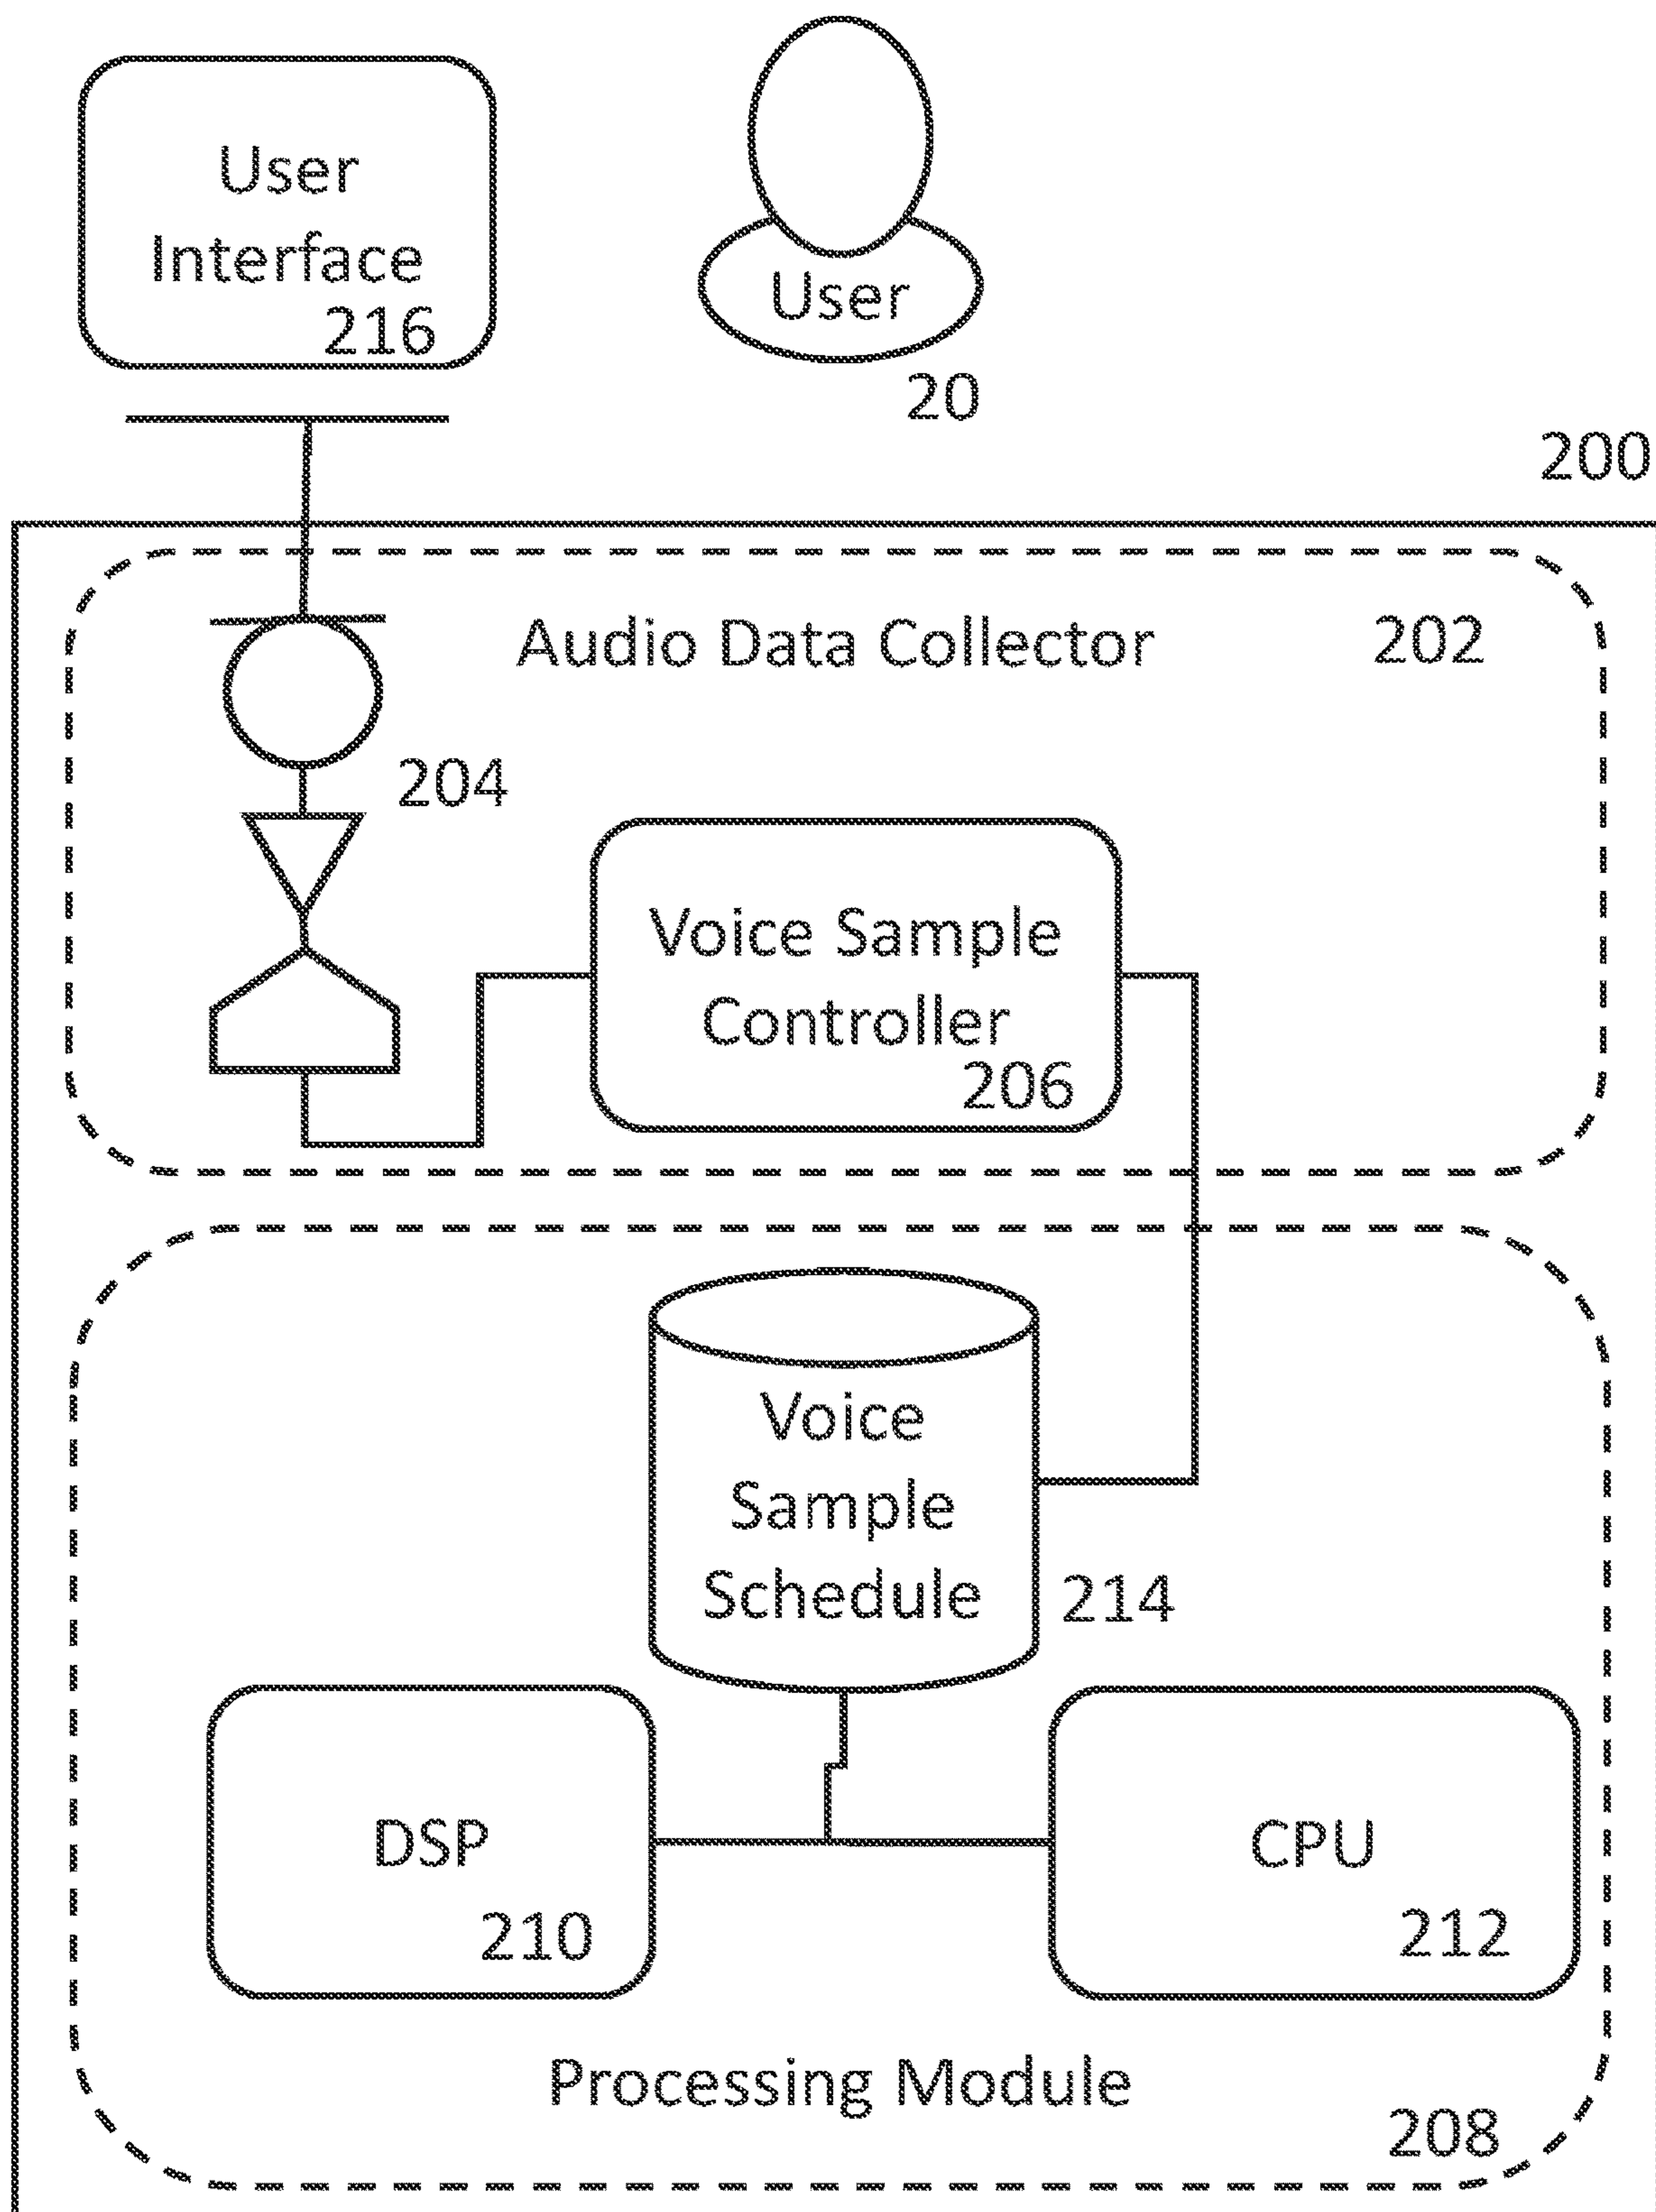 User
Interface
216
User
20
200
Audio Data Collector
202
204
Voice Sample
Controller
206
Voice
Sample
Schedule
214
DSP
210
CPU
212
Processing Module
208